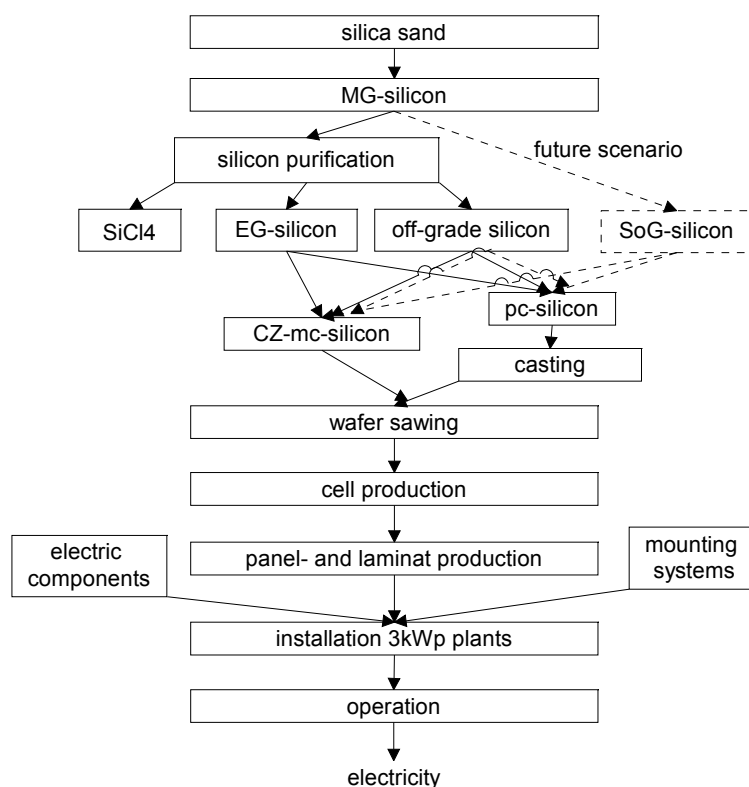 silica sand
MG-silicon
silicon purification
future scenario
SiCl4
EG-silicon
off-grade silicon
SoG-silicon
pc-silicon
CZ-mc-silicon
casting
wafer sawing
cell production
electric
components
panel- and laminat production
mounting
systems
installation 3kWp plants
operation
electricity